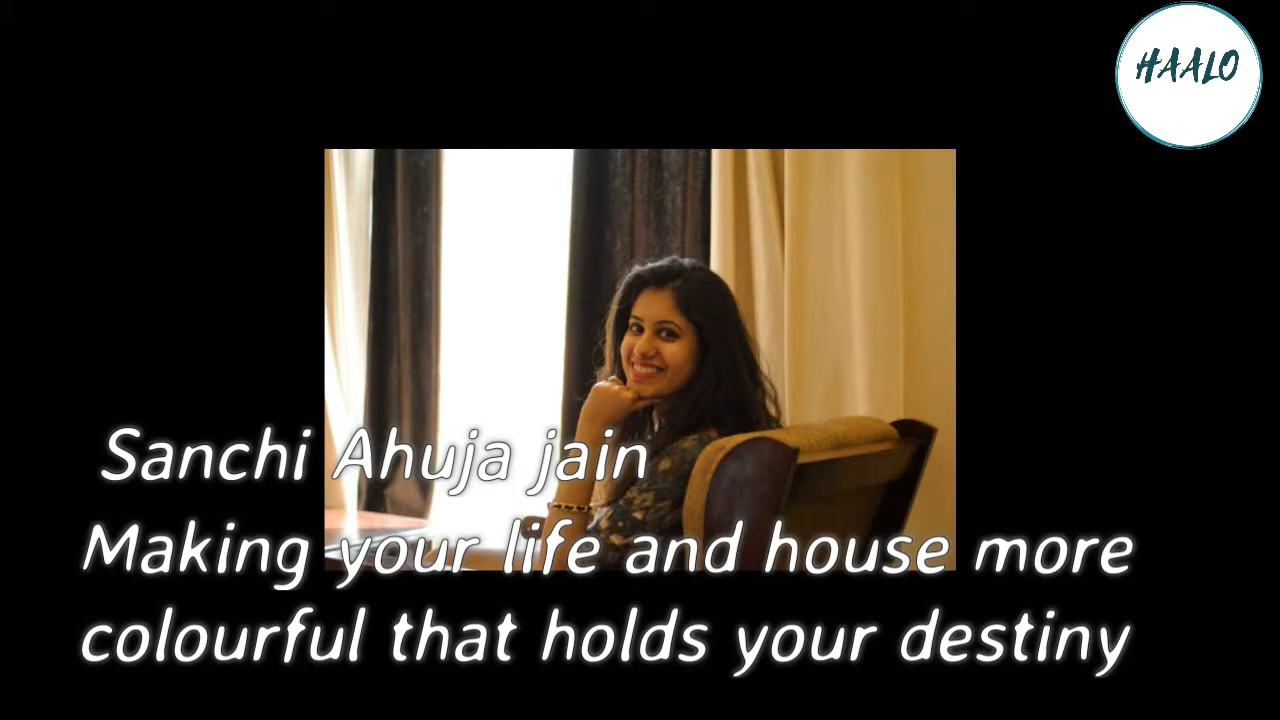 HAALO
Sanchi Ahuja jain
Making your life and house more
colourful that holds your destiny